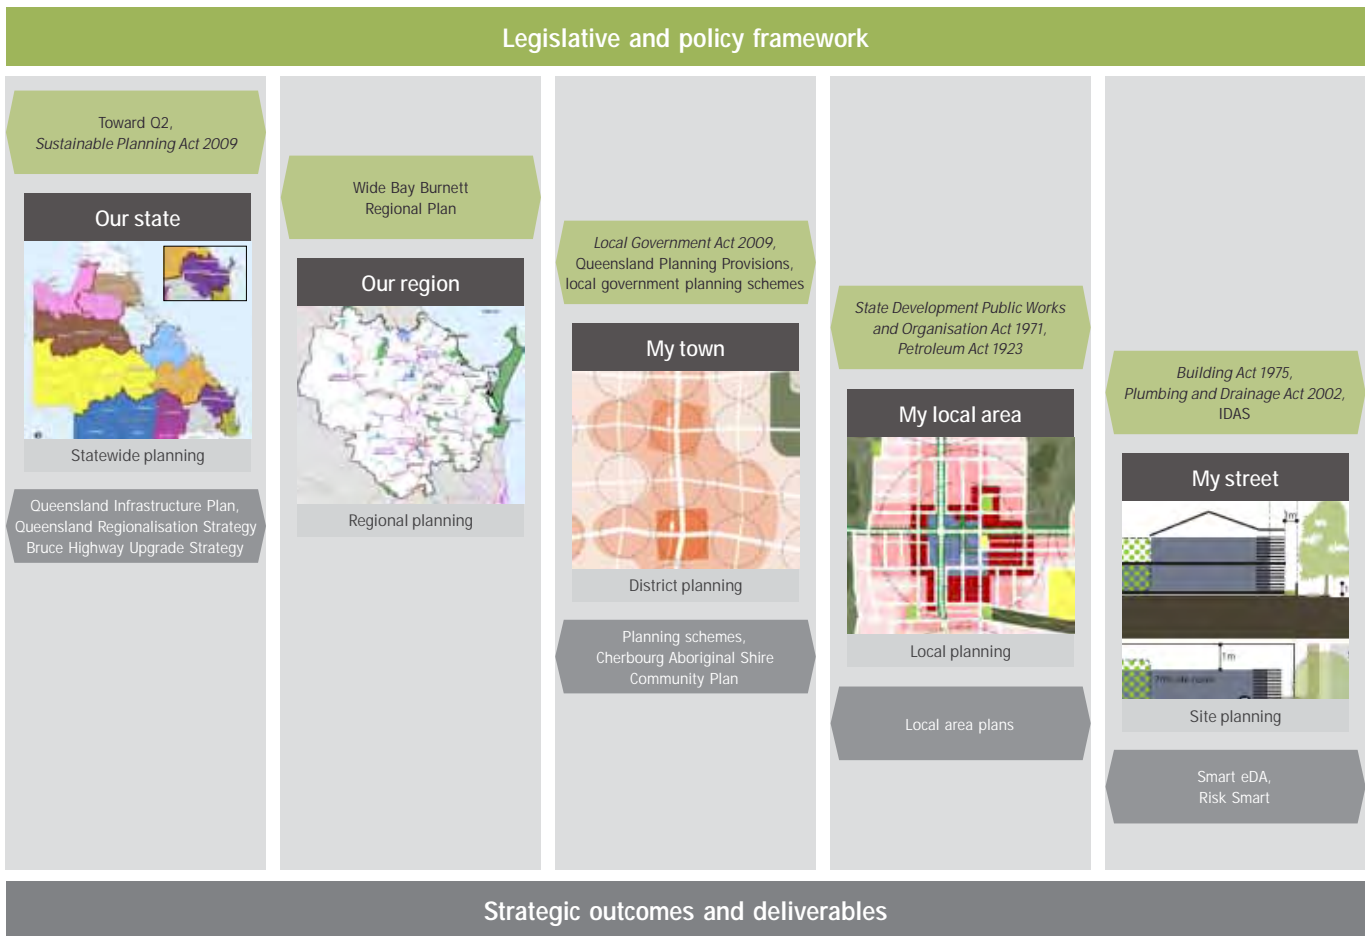 Legislative and policy framework
Toward Q2,
Sustainable Planning Act 2009
Our state
Statewide planning
Queensland Infrastructure Plan,
Queensland Regionalisation Strategy
Bruce Highway Upgrade Strategy
Wide Bay Burnett
Regional Plan
Our region
Regional planning
Local Government Act 2009,
Queensland Planning Provisions,
local government planning schemes
My town
District planning
Planning schemes,
Cherbourg Aboriginal Shire
Community Plan
State Development Public Works
and Organisation Act 1971,
Petroleum Act 1923
My local area
Local planning
Local area plans
Building Act 1975,
Plumbing and Drainage Act 2002,
IDAS
My street
1m
Site planning
Smart eDA,
Risk Smart
Strategic outcomes and deliverables